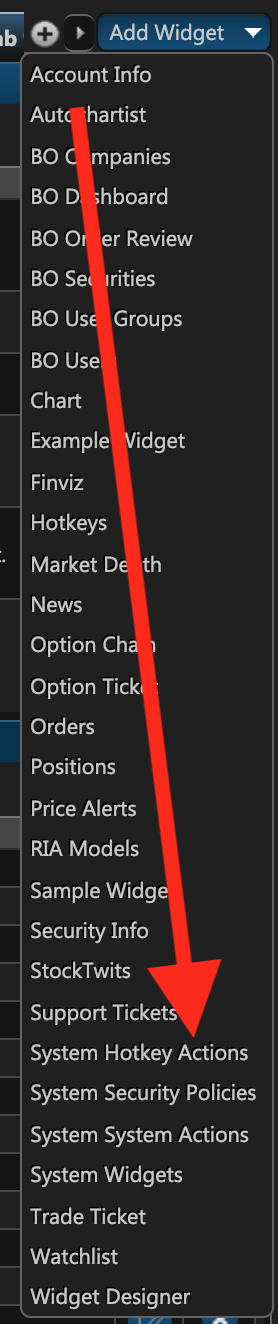 Add Widget
Account Info
Autochartist
BO Companies
BO Dashboard
BO Order Review
BO Securities
BO User Groups
BO Users
Chart
Example Widget
Finviz
Hotkeys
Market Depth
News
Option Chain
Option Ticket
Orders
Positions
Price Alerts
RIA Models
Sample Widget
Security Info
StockTwits
Support Tickets
System Hotkey Actions
System Security Policies
System System Actions
System Widgets
Trade Ticket
Watchlist
Widget Designer